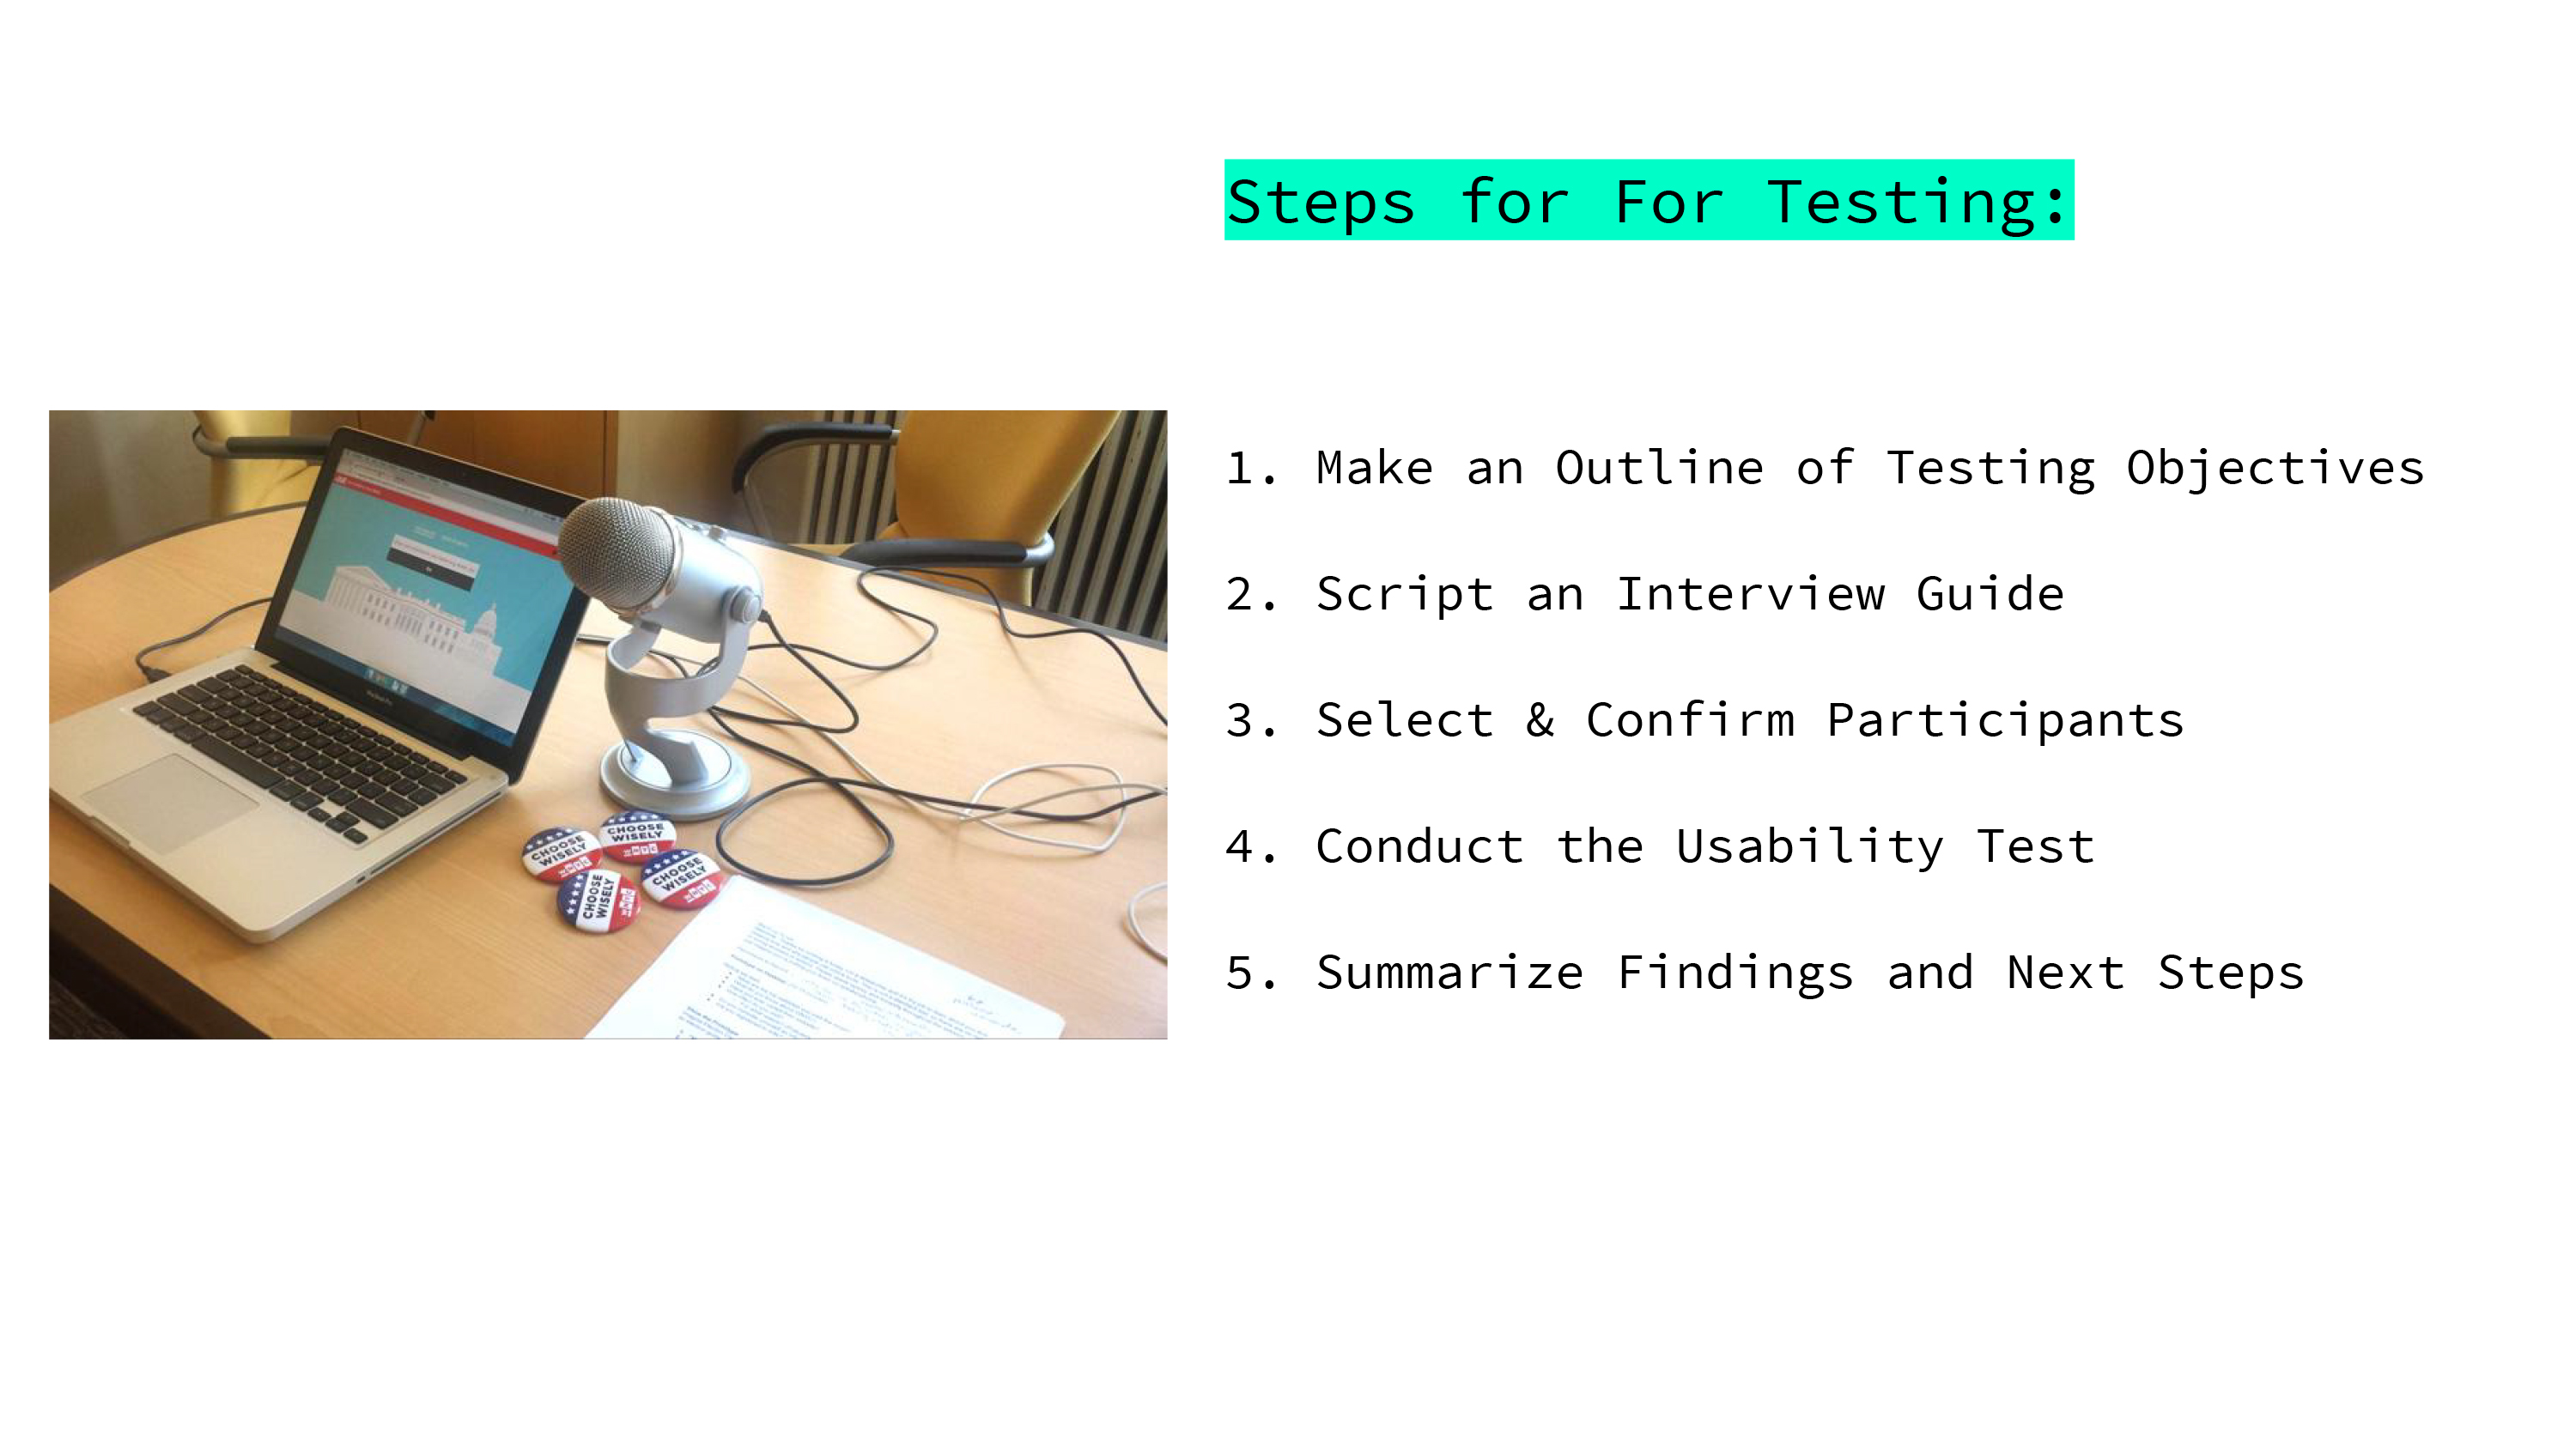 Steps for For Testing:
1. Make an Outline of Testing Objectives
2. Script an Interview Guide
3. Select & Confirm Participants
4. Conduct the Usability Test
5. Summarize Findings and Next Steps
CHOOSE
WISELY
CHOOSE
WISELY
CHOOSE
WISELY
CHOOSE
WISELY